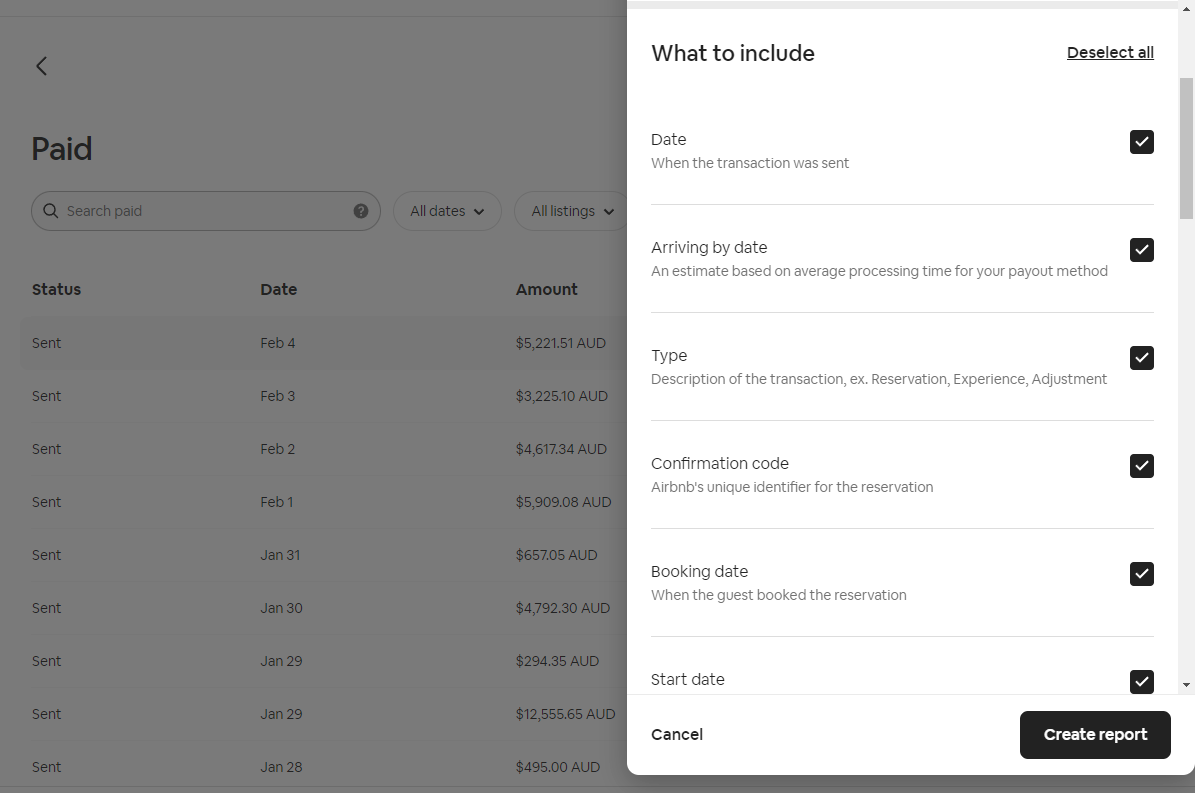 Paid
Search paid
All dates
All listings
Status Date Amount
Sent Feb 4 $5,221.51 AUD
Sent Feb 3 $3,225.10 AUD
Sent Feb 2 $4,617.34 AUD
Sent Feb 1 $5,909.08 AUD
Sent Jan 31 $657.05 AUD
Sent Jan 30 $4,792.30 AUD
Sent Jan 29 $294.35 AUD
Sent Jan 29 $12,555.65 AUD
Sent Jan 28 $495.00 AUD
What to include
Deselect all
Date
When the transaction was sent
Arriving by date
An estimate based on average processing time for your payout method
Type
Description of the transaction, ex. Reservation, Experience, Adjustment
Confirmation code
Airbnb's unique identifier for the reservation
Booking date
When the guest booked the reservation
Start date
Cancel
Create report